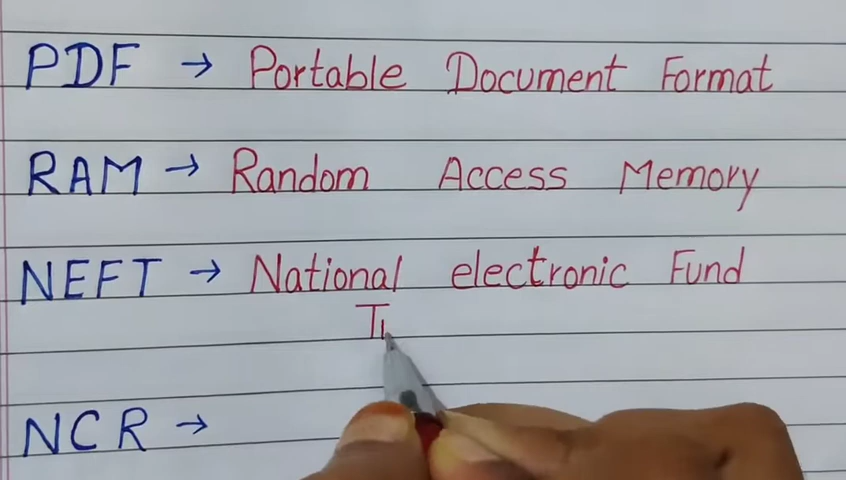 PDF → Portable Document Format
RAM → Random Access Memory
NEFT → National electronic Fund
T
NCR →